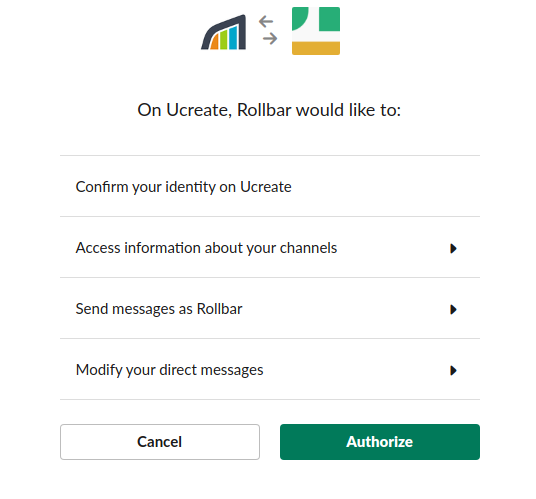 On Ucreate, Rollbar would like to:
Confirm your identity on Ucreate
Access information about your channels
Send messages as Rollbar
Modify your direct messages
Cancel
Authorize